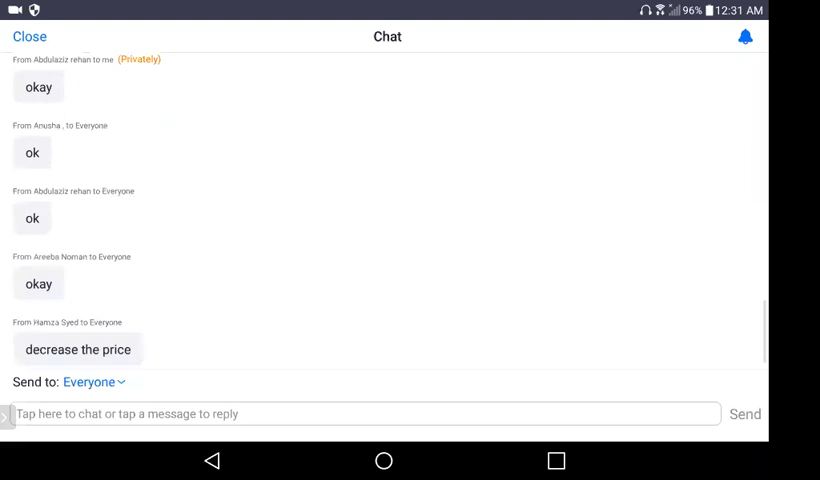 96% 12:31 AM
Close Chat
From Abdulaziz rehan to me (Privately)
okay
From Anusha , to Everyone
ok
From Abdulaziz rehan to Everyone
ok
From Areeba Noman to Everyone
okay
From Hamza Syed to Everyone
decrease the price
Send to: Everyone
Tap here to chat or tap a message to reply Send